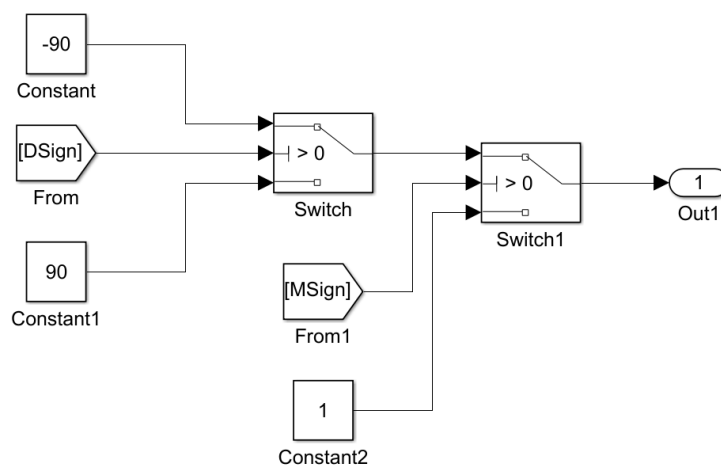 -90
Constant
[DSign]
From
> 0
Switch
90
Constant1
> 0
Switch1
1
Out1
[MSign]
From1
1
Constant2